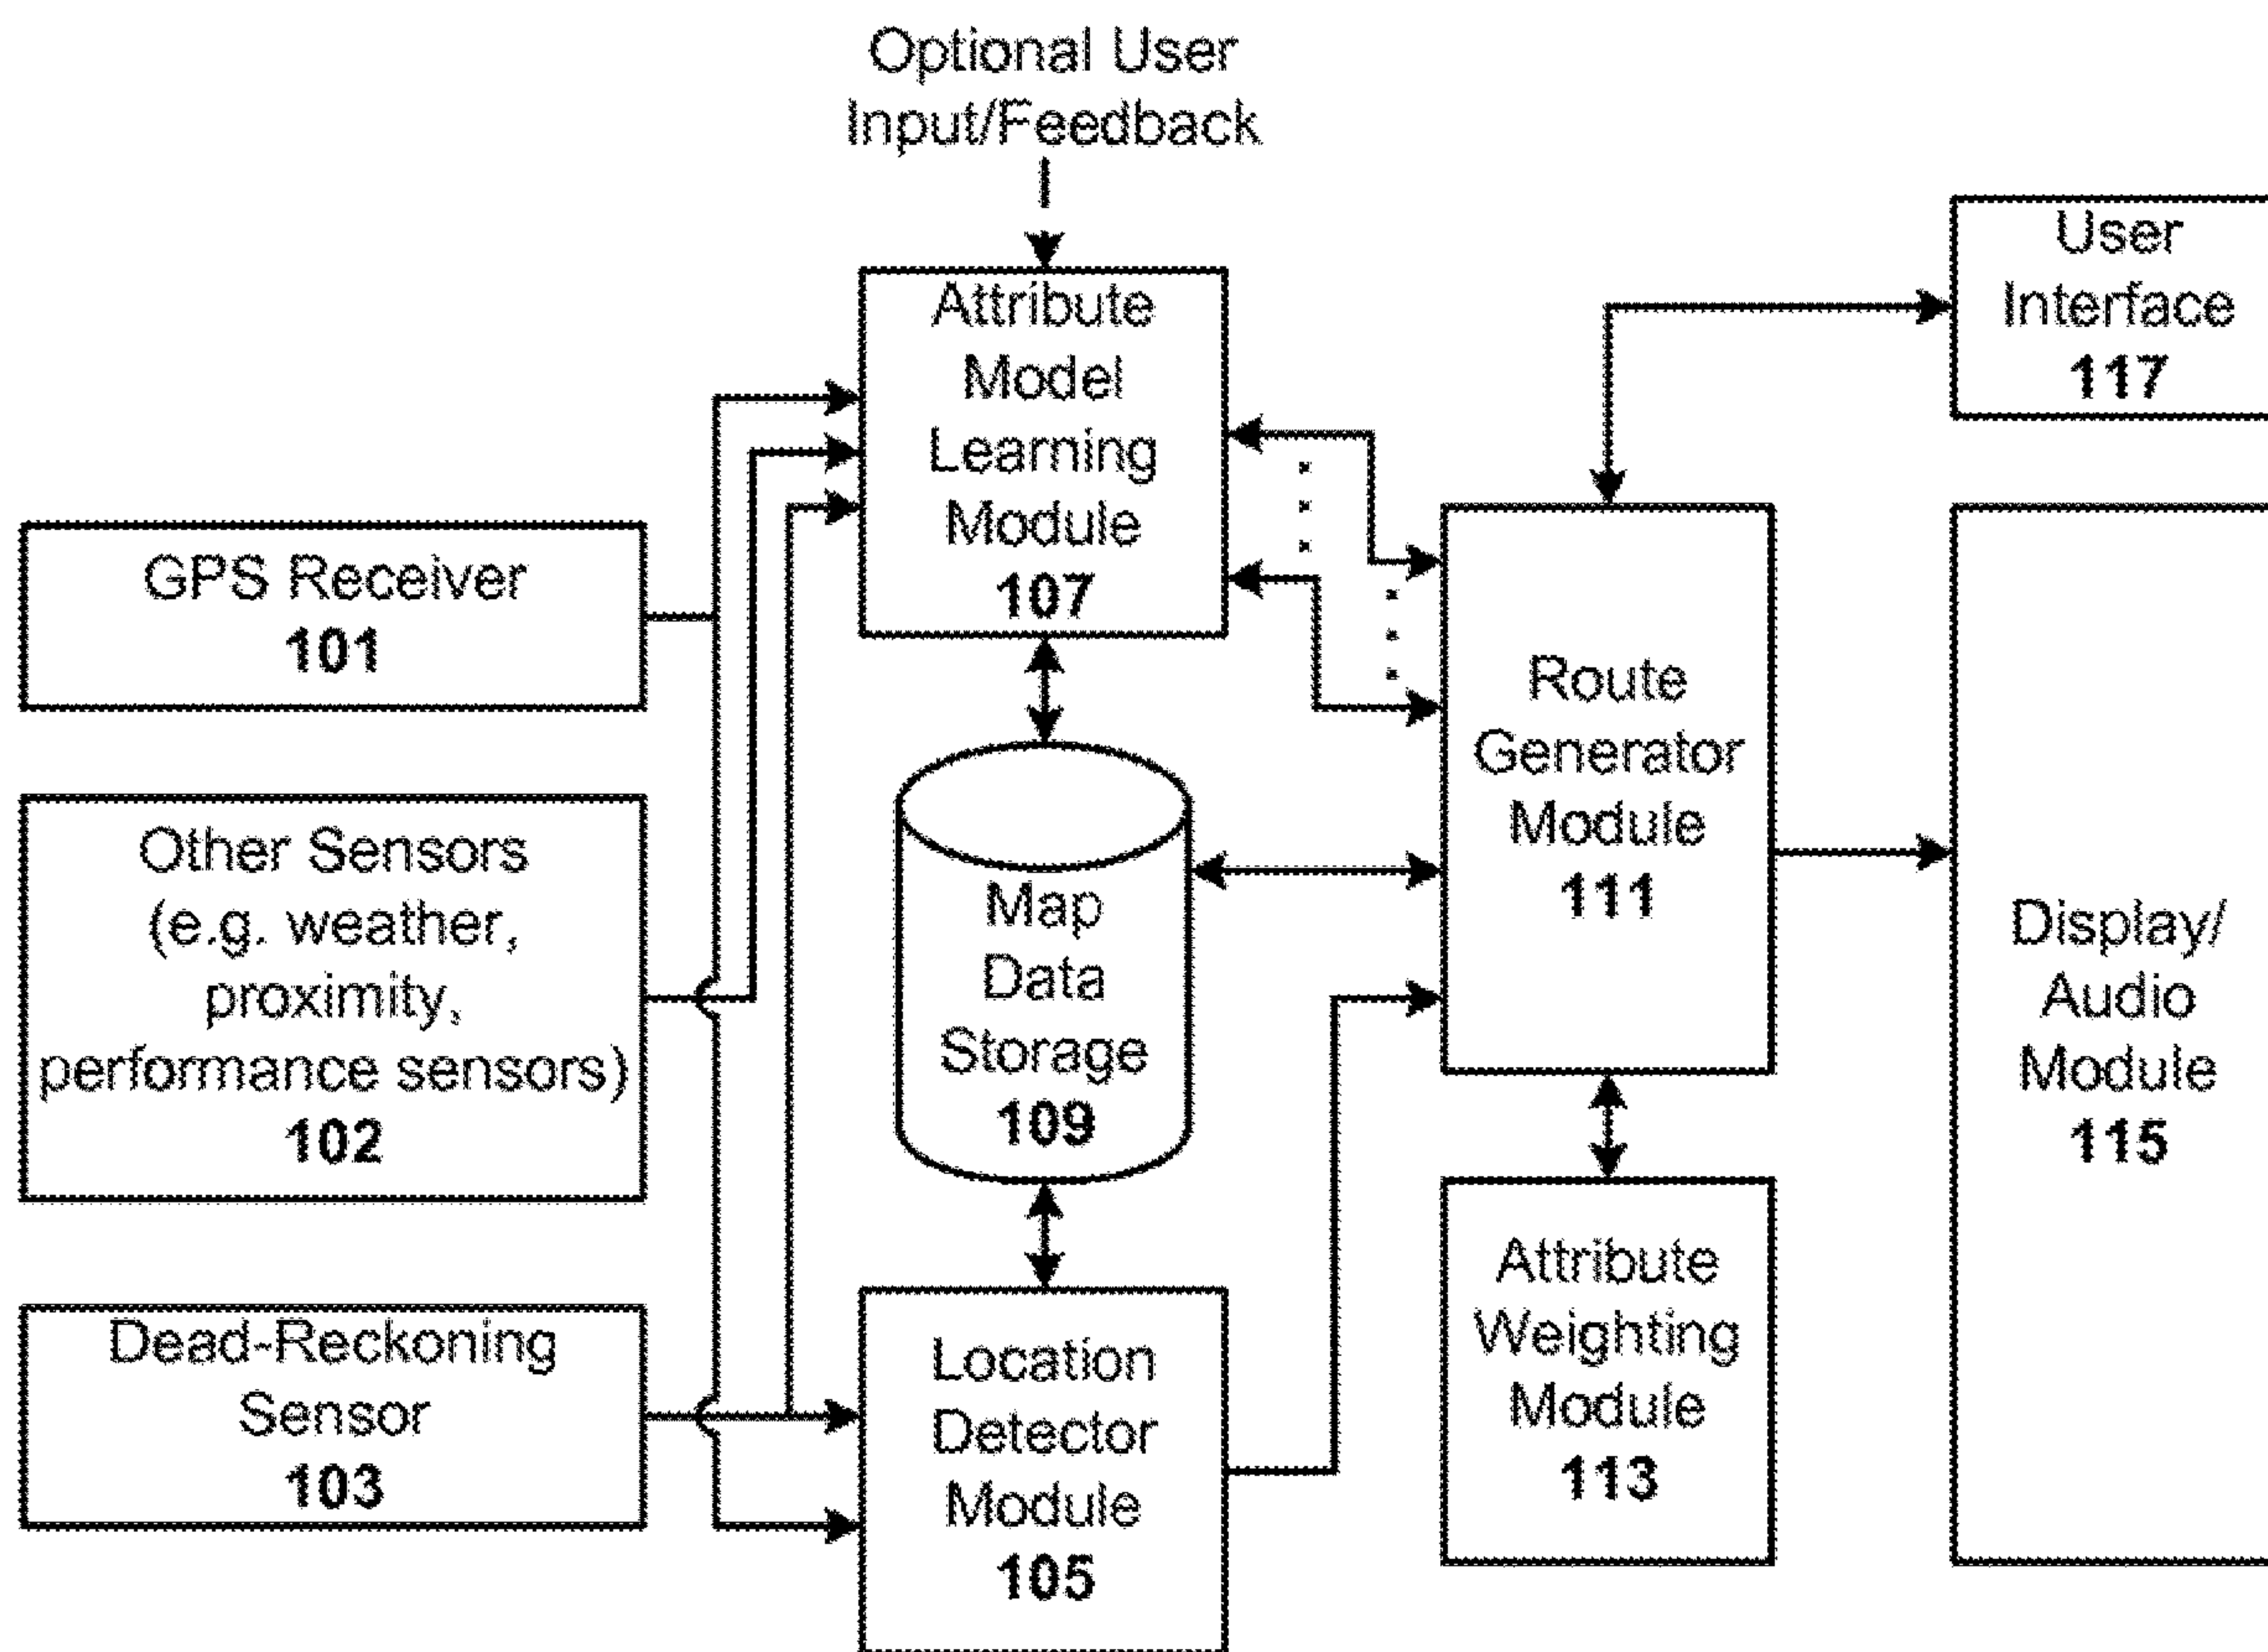 Optional User
Input/Feedback
Attribute
Model
Learning
Module
107
User
Interface
117
GPS Receiver
101
Other Sensors
(e.g. weather,
proximity,
performance sensors)
102
Dead-Reckoning
Sensor
103
Map
Data
Storage
109
Location
Detector
Module
105
Route
Generator
Module
111
Attribute
Weighting
Module
113
Display/
Audio
Module
115